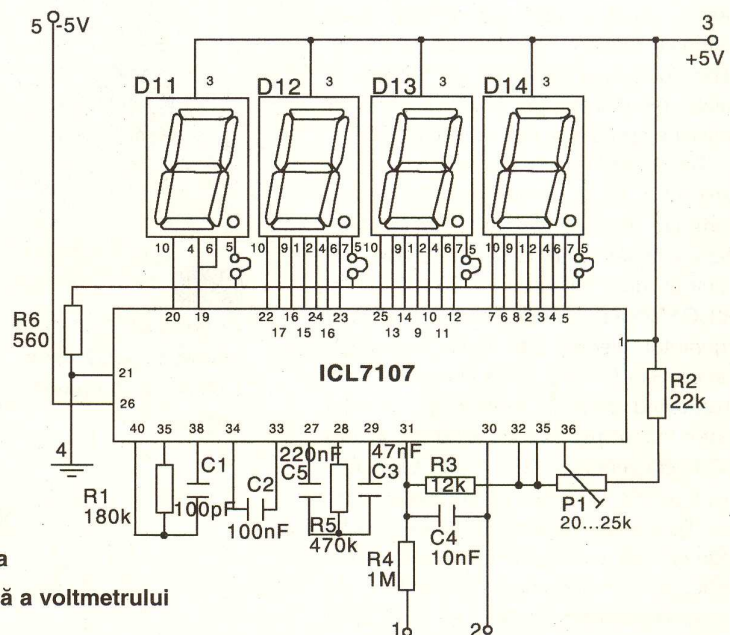 5 -5V
3
+5V
D11 3 D12 3 D13 3 D14 3
10 4 6 5 10 9 1 2 4 6 7 5 10 9 1 2 4 6 7 5 10 9 1 2 4 6 7 5
R6
560
20 19 22 16 24 23 25 14 10 12 7 6 8 2 3 4 5
17 15 16 13 9 11
1
ICL7107
21
26
R2
22k
40 35 38 34 33 27 28 29 31 30 32 35 36
4
R1
180k
C1
100pF
C2
100nF
220nF
C5
R5
470k
47nF
C3
R3
12k
C4
10nF
R4
1M
P1
20...25k
1 2
a
ă a voltmetrului